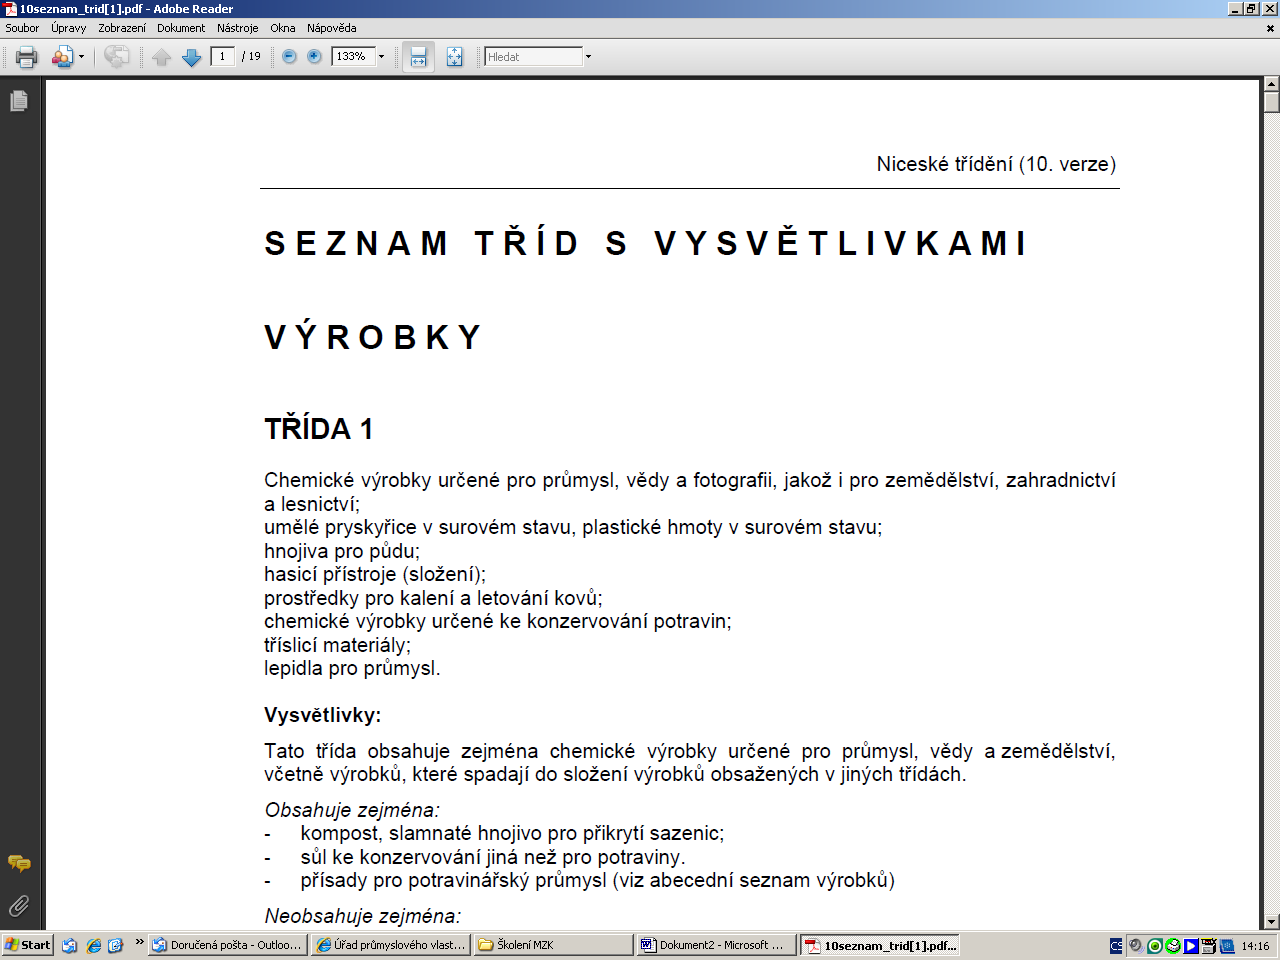 10seznam_trid[1].pdf - Adobe Reader
Soubor Úpravy Zobrazení Dokument Nástroje Okna Nápověda
1 / 19 133% Hledat
Niceské třídění (10. verze)
SEZNAM TŘÍD S VYSVĚTLIVKAMI
VÝROBKY
TŘÍDA 1
Chemické výrobky určené pro průmysl, vědy a fotografii, jakož i pro zemědělství, zahradnictví
a lesnictví;
umělé pryskyřice v surovém stavu, plastické hmoty v surovém stavu;
hnojiva pro půdu;
hasicí přístroje (složení);
prostředky pro kalení a letování kovů;
chemické výrobky určené ke konzervování potravin;
tříslicí materiály;
lepidla pro průmysl.
Vysvětlivky:
Tato třída obsahuje zejména chemické výrobky určené pro průmysl, vědy a zemědělství,
včetně výrobků, které spadají do složení výrobků obsažených v jiných třídách.
Obsahuje zejména:
- kompost, slamnaté hnojivo pro přikrytí sazenic;
- sůl ke konzervování jiná než pro potraviny.
- přísady pro potravinářský průmysl (viz abecední seznam výrobků)
Neobsahuje zejména:
Start » Doručená pošta - Outloo... Úřad průmyslového vlast... Školení MZK Dokument2 - Microsoft ... 10seznam_trid[1].pdf... CS 14:16